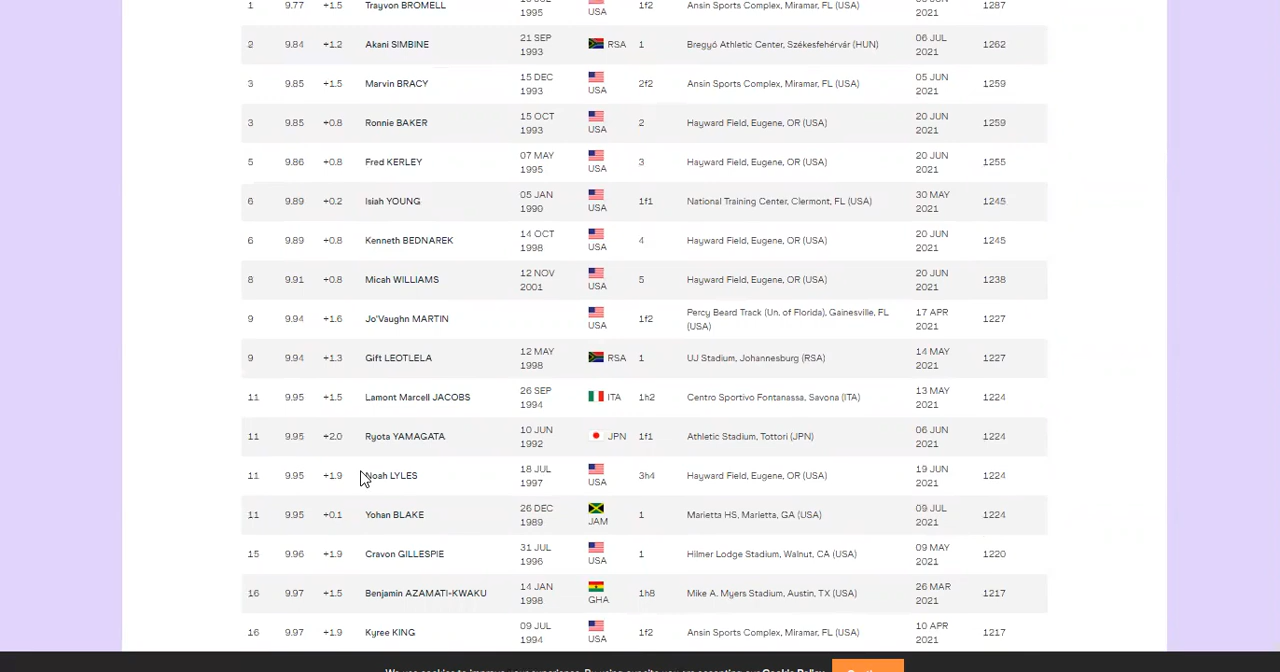 1 9.77 +1.5 Trayvon BROMELL 1f2 Ansin Sports Complex, Miramar, FL (USA) 1287
1995 USA 2021
2 9.84 +1.2 Akani SIMBINE 21 SEP RSA 1 Bregyó Athletic Center, Székesfehérvár (HUN) 06 JUL 1262
1993 2021
3 9.85 +1.5 Marvin BRACY 15 DEC 2f2 Ansin Sports Complex, Miramar, FL (USA) 05 JUN 1259
1993 USA 2021
3 9.85 +0.8 Ronnie BAKER 15 OCT 2 Hayward Field, Eugene, OR (USA) 20 JUN 1259
1993 USA 2021
5 9.86 +0.8 Fred KERLEY 07 MAY 3 Hayward Field, Eugene, OR (USA) 20 JUN 1255
1995 USA 2021
6 9.89 +0.2 Isiah YOUNG 05 JAN 1f1 National Training Center, Clermont, FL (USA) 30 MAY 1245
1990 USA 2021
6 9.89 +0.8 Kenneth BEDNAREK 14 OCT 4 Hayward Field, Eugene, OR (USA) 20 JUN 1245
1998 USA 2021
8 9.91 +0.8 Micah WILLIAMS 12 NOV 5 Hayward Field, Eugene, OR (USA) 20 JUN 1238
2001 USA 2021
9 9.94 +1.6 Jo'Vaughn MARTIN 1f2 Percy Beard Track (Un. of Florida), Gainesville, FL 17 APR 1227
USA (USA) 2021
9 9.94 +1.3 Gift LEOTLELA 12 MAY RSA 1 UJ Stadium, Johannesburg (RSA) 14 MAY 1227
1998 2021
11 9.95 +1.5 Lamont Marcell JACOBS 26 SEP ITA 1h2 Centro Sportivo Fontanassa, Savona (ITA) 13 MAY 1224
1994 2021
11 9.95 +2.0 Ryota YAMAGATA 10 JUN JPN 1f1 Athletic Stadium, Tottori (JPN) 06 JUN 1224
1992 2021
11 9.95 +1.9 Noah LYLES 18 JUL 3h4 Hayward Field, Eugene, OR (USA) 19 JUN 1224
1997 USA 2021
11 9.95 +0.1 Yohan BLAKE 26 DEC 1 Marietta HS, Marietta, GA (USA) 09 JUL 1224
1989 JAM 2021
15 9.96 +1.9 Cravon GILLESPIE 31 JUL 1 Hilmer Lodge Stadium, Walnut, CA (USA) 09 MAY 1220
1996 USA 2021
16 9.97 +1.5 Benjamin AZAMATI-KWAKU 14 JAN 1h8 Mike A. Myers Stadium, Austin, TX (USA) 26 MAR 1217
1998 GHA 2021
16 9.97 +1.9 Kyree KING 09 JUL 1f2 Ansin Sports Complex, Miramar, FL (USA) 10 APR 1217
1994 USA 2021